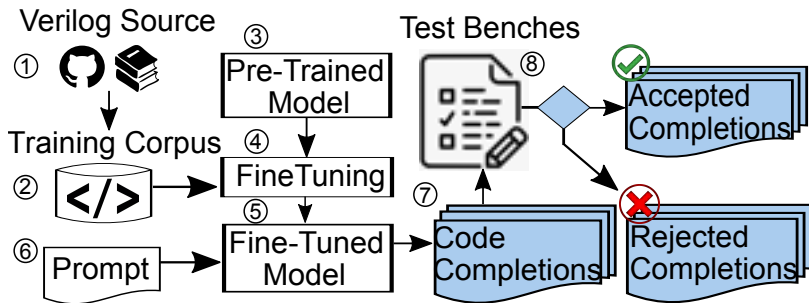 Verilog Source
①
Training Corpus
②
</>
③
Pre-Trained
Model
④
FineTuning
⑤
Fine-Tuned
Model
⑥
Prompt
⑦
Code
Completions
Test Benches
⑧
Accepted
Completions
Rejected
Completions